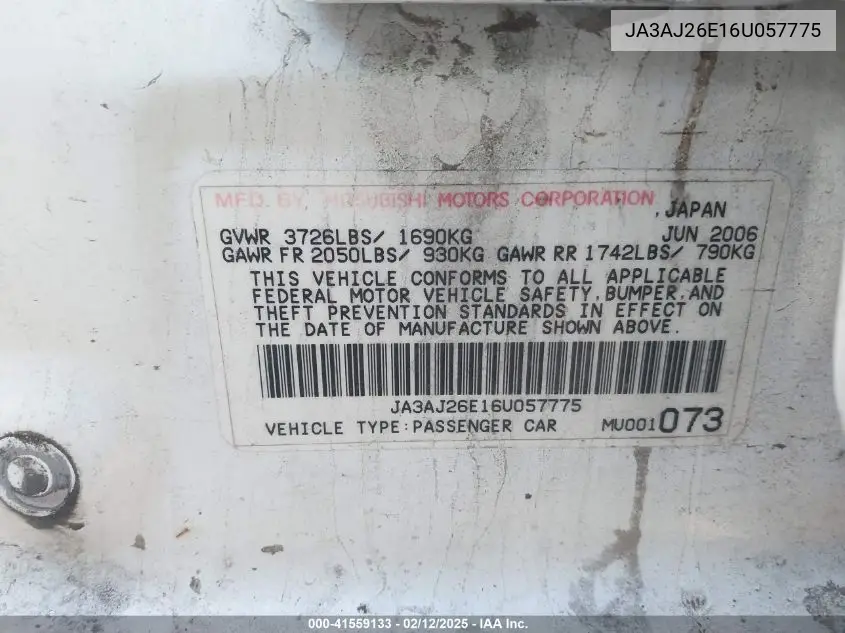 JA3AJ26E16U057775
MFD. BY MITSUBISHI MOTORS CORPORATION
, JAPAN
GVWR 3726LBS/ 1690KG JUN 2006
GAWR FR 2050LBS/ 930KG GAWR RR 1742LBS/ 790KG
THIS VEHICLE CONFORMS TO ALL APPLICABLE
FEDERAL MOTOR VEHICLE SAFETY, BUMPER, AND
THEFT PREVENTION STANDARDS IN EFFECT ON
THE DATE OF MANUFACTURE SHOWN ABOVE.
JA3AJ26E16U057775
VEHICLE TYPE:PASSENGER CAR MU001073
000-41559133 - 02/12/2025 - IAA Inc.